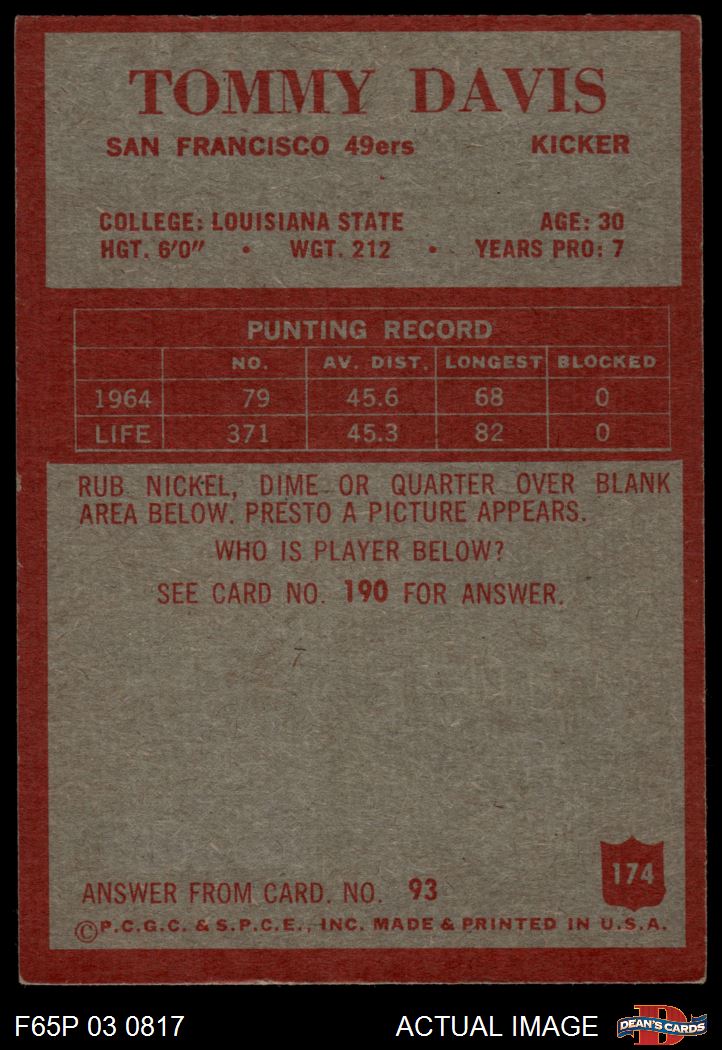 TOMMY DAVIS
SAN FRANCISCO 49ers KICKER
COLLEGE: LOUISIANA STATE AGE: 30
HGT. 6'0" • WGT. 212 • YEARS PRO: 7
PUNTING RECORD
NO. AV. DIST. LONGEST BLOCKED
1964 79 45.6 68 0
LIFE 371 45.3 82 0
RUB NICKEL, DIME OR QUARTER OVER BLANK
AREA BELOW. PRESTO A PICTURE APPEARS.
WHO IS PLAYER BELOW?
SEE CARD NO. 190 FOR ANSWER.
174
ANSWER FROM CARD. NO. 93
©P.C.G.C. & S.P.C.E., INC. MADE & PRINTED IN U.S.A.
F65P 03 0817 ACTUAL IMAGE D DEAN'S CARDS